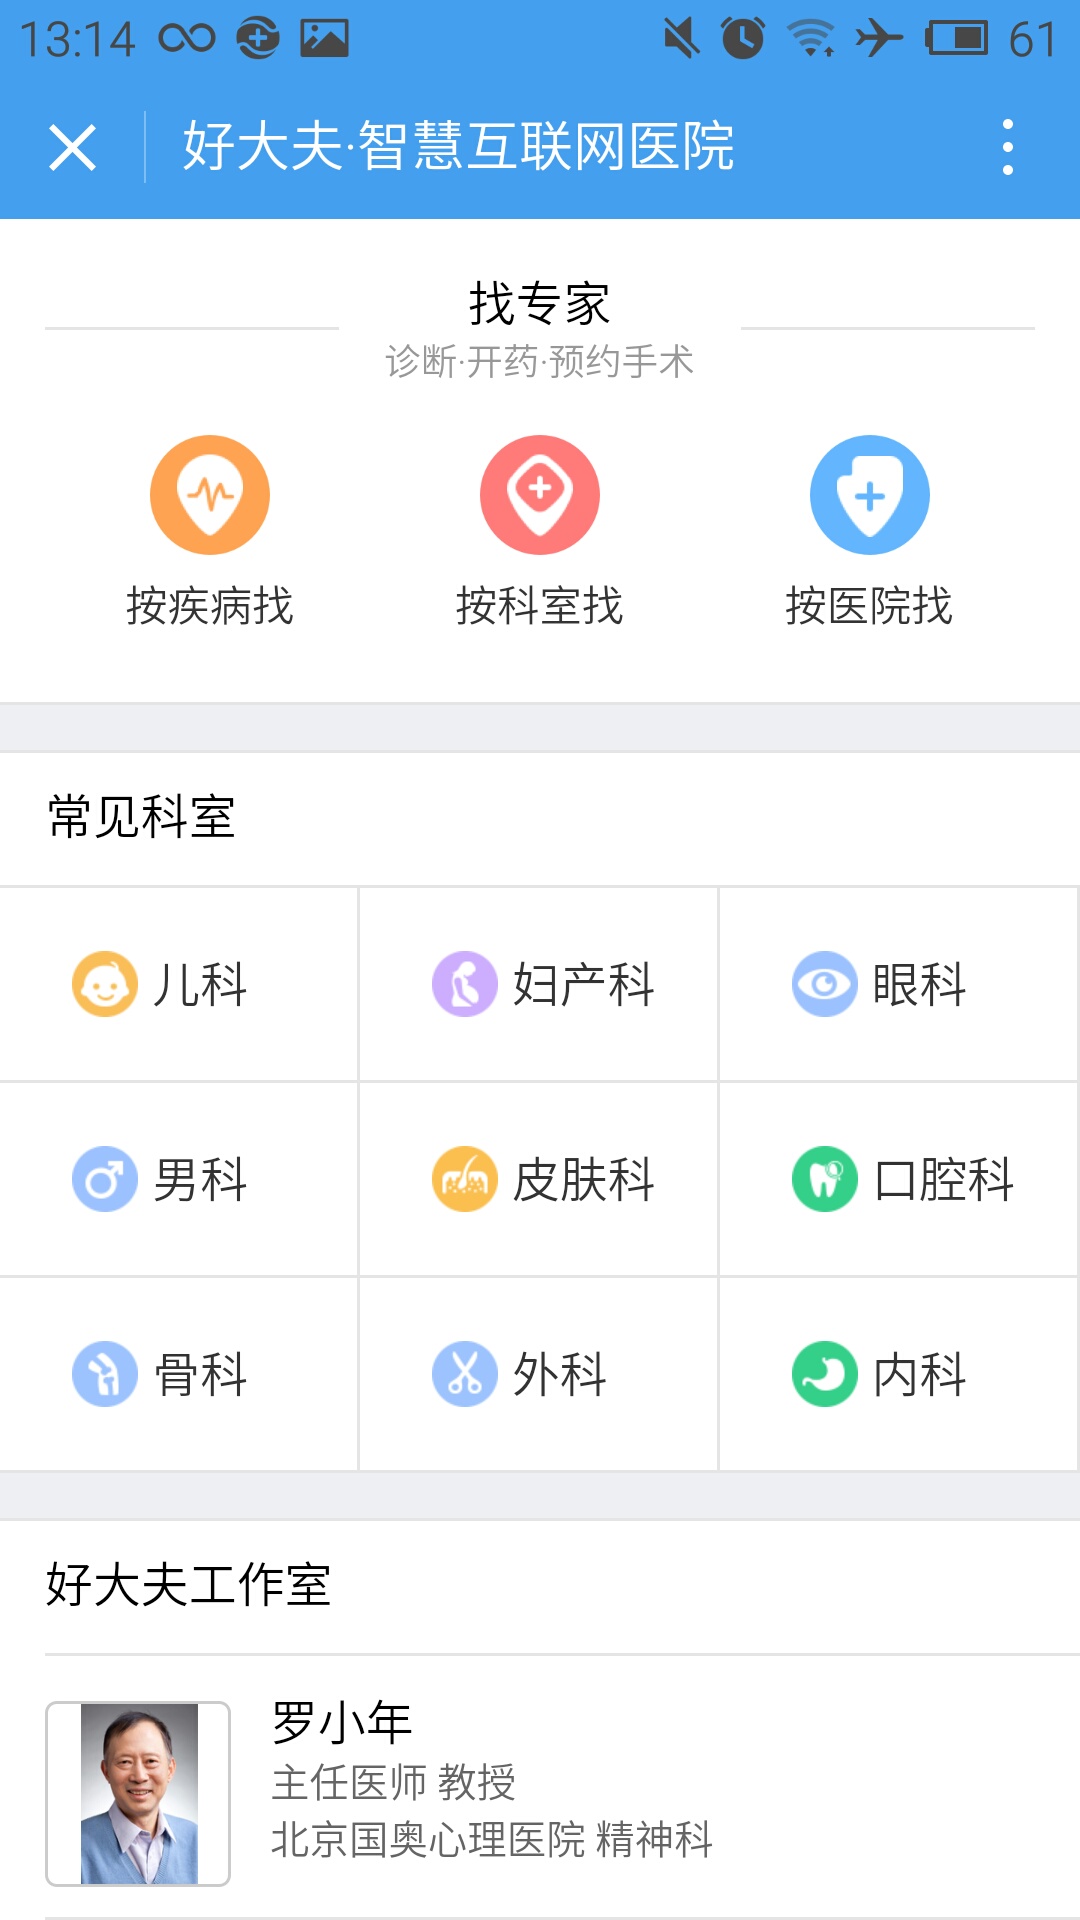 13:14 61
好大夫·智慧互联网医院
找专家
诊断·开药·预约手术
按疾病找 按科室找 按医院找
常见科室
儿科 妇产科 眼科
男科 皮肤科 口腔科
骨科 外科 内科
好大夫工作室
罗小年
主任医师 教授
北京国奥心理医院 精神科